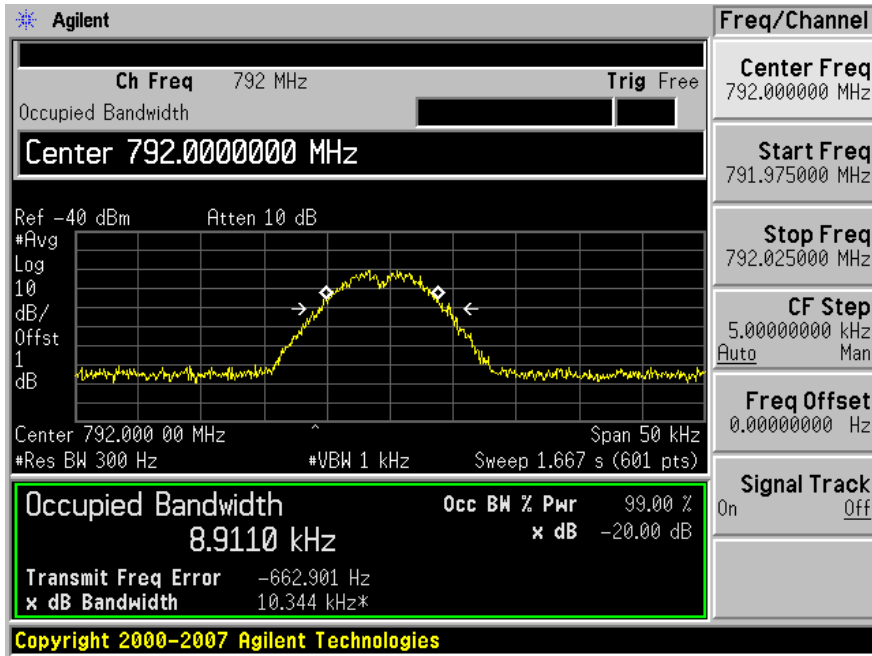 Agilent
Freq/Channel
Ch Freq 792 MHz Trig Free
Occupied Bandwidth
Center 792.0000000 MHz
Ref -40 dBm Atten 10 dB
#Avg
Log
10
dB/
Offst
1
dB
Center 792.000 00 MHz ^ Span 50 kHz
#Res BW 300 Hz #VBW 1 kHz Sweep 1.667 s (601 pts)
Occupied Bandwidth Occ BW % Pwr 99.00 %
8.9110 kHz x dB -20.00 dB
Transmit Freq Error -662.901 Hz
x dB Bandwidth 10.344 kHz*
Center Freq
792.000000 MHz
Start Freq
791.975000 MHz
Stop Freq
792.025000 MHz
CF Step
5.00000000 kHz
Auto Man
Freq Offset
0.00000000 Hz
Signal Track
On Off
Copyright 2000-2007 Agilent Technologies